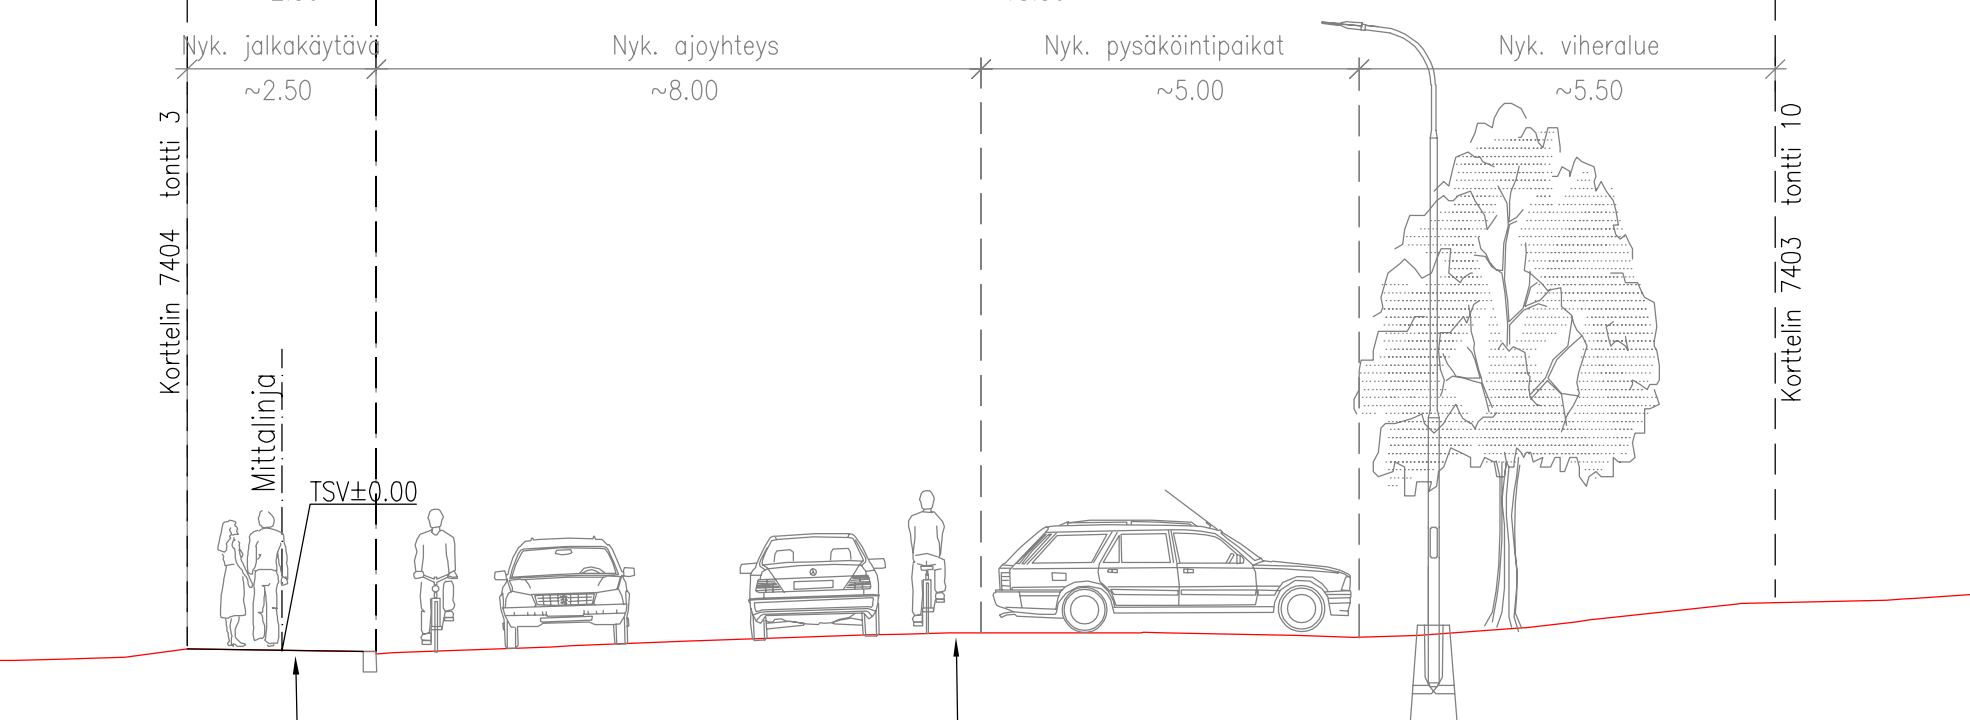 Nyk. jalkakäytävä
Nyk. ajoyhteys
Nyk. pysäköintipaikat
Nyk. viheralue
~2.50
~8.00
~5.00
~5.50
Korttelin 7404 tontti 3
Korttelin 7403 tontti 10
Mittalinja
TSV±0.00